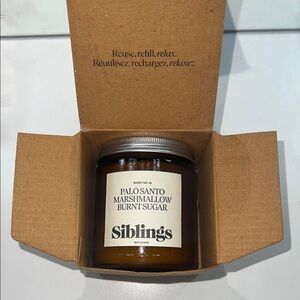 Reuse, refill, relax.
Réutilisez, rechargez, relaxez.
PALO SANTO
MARSHMALLOW
BURNT SUGAR
Siblings